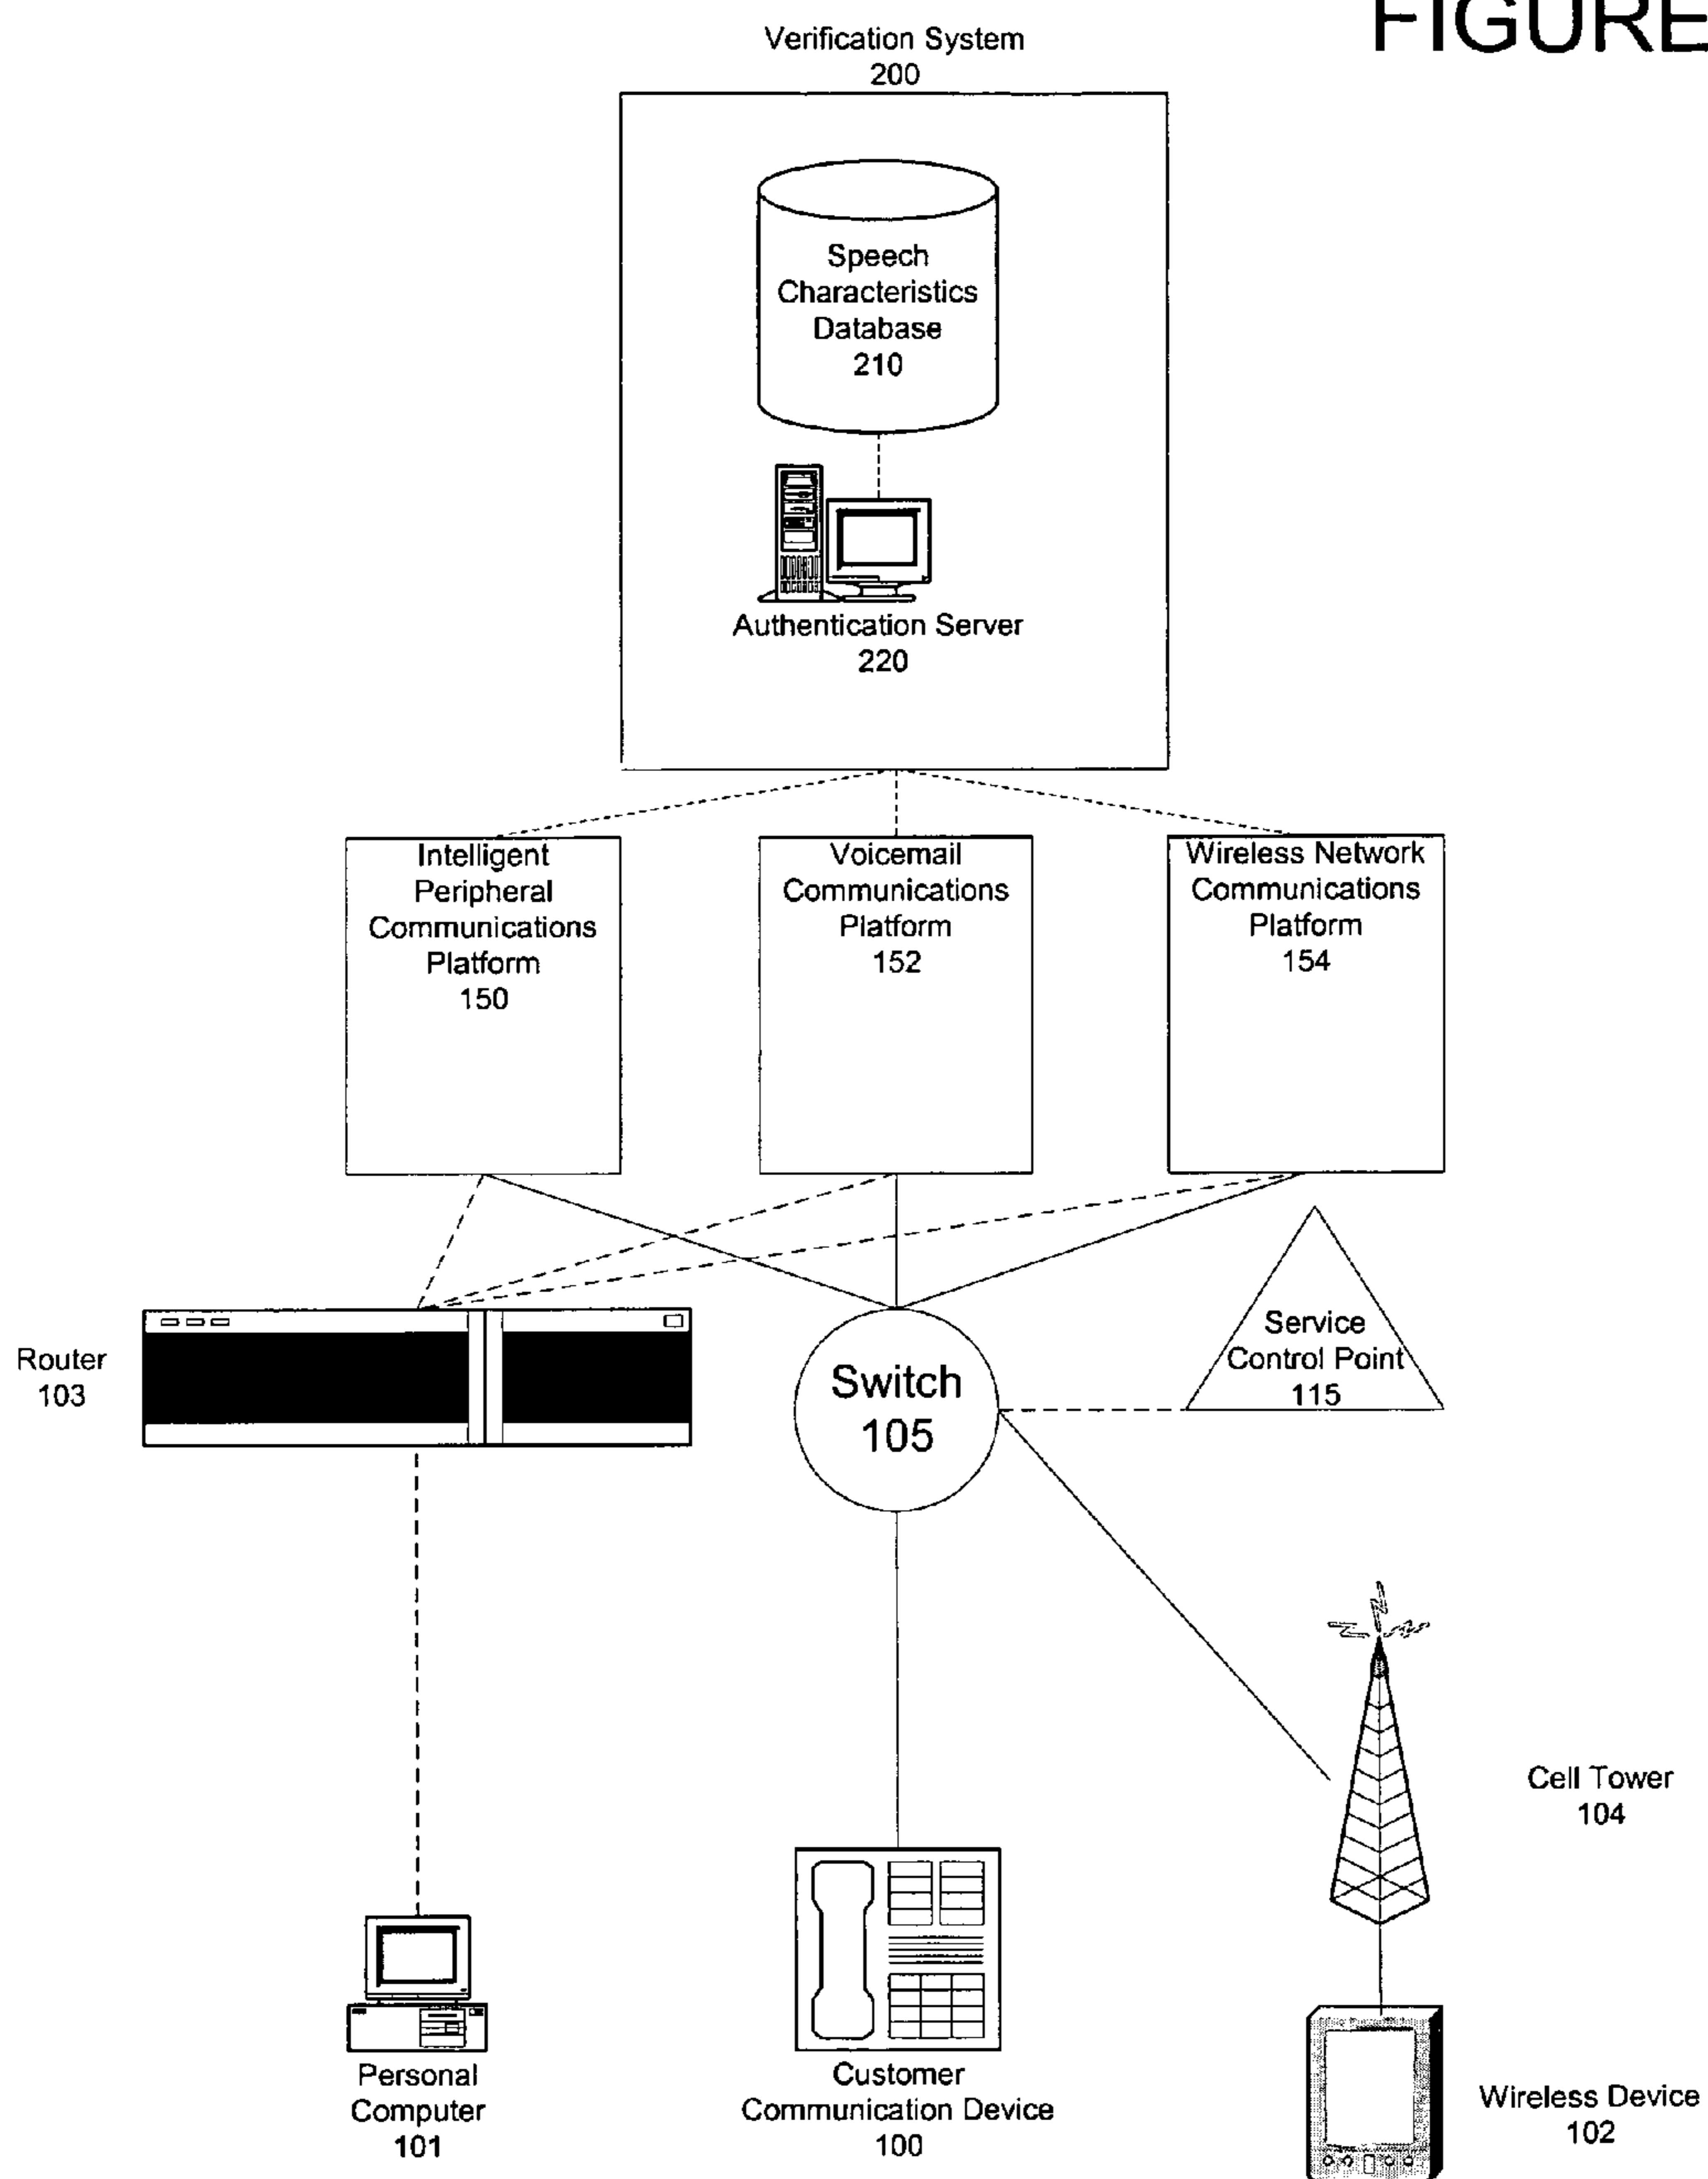 FIGURE
Verification System
200
Speech
Characteristics
Database
210
Authentication Server
220
Intelligent
Peripheral
Communications
Platform
150
Voicemail
Communications
Platform
152
Wireless Network
Communications
Platform
154
Router
103
Switch
105
Service
Control Point
115
Cell Tower
104
Personal
Computer
101
Customer
Communication Device
100
Wireless Device
102